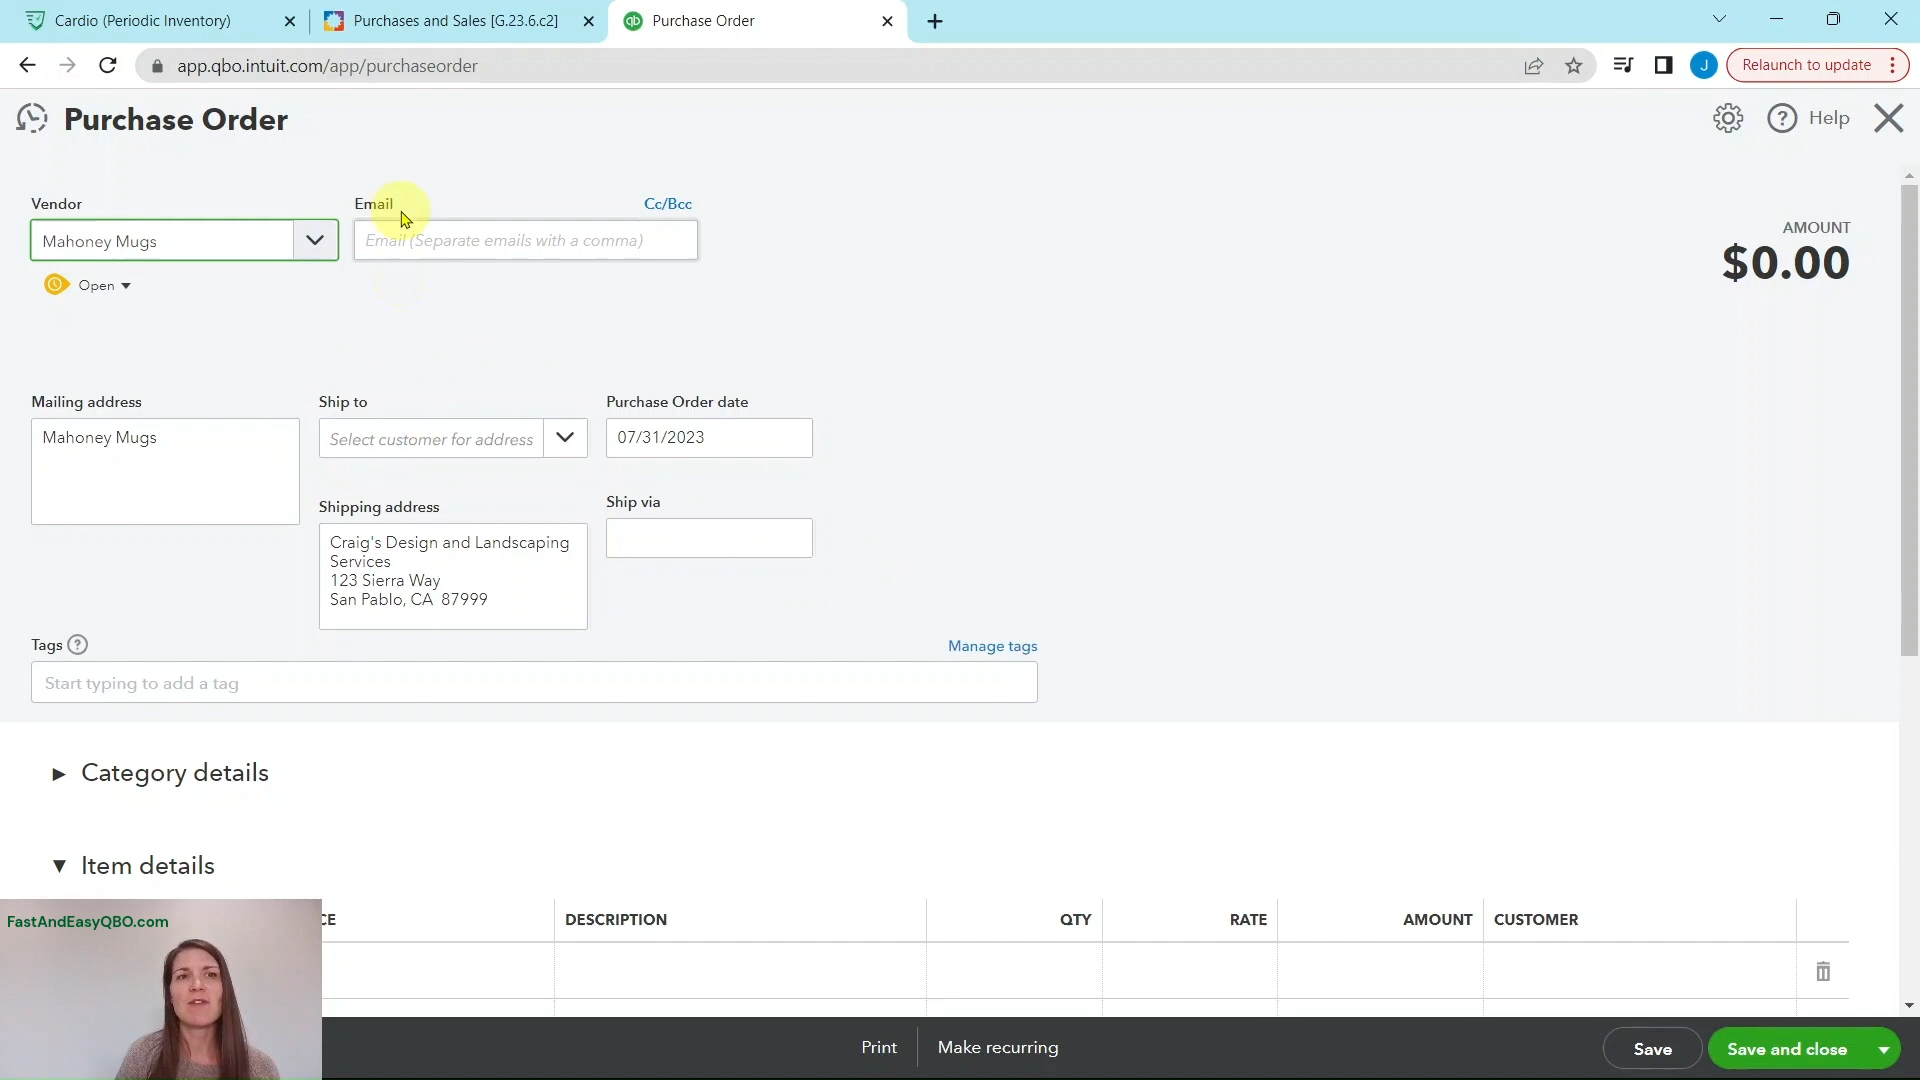 Cardio (Periodic Inventory)
Purchases and Sales [G.23.6.c2]
qb
Purchase Order
app.qbo.intuit.com/app/purchaseorder
J
Relaunch to update
Purchase Order
? Help
Vendor
Email
Cc/Bcc
Mahoney Mugs
Email (Separate emails with a comma)
AMOUNT
$0.00
Open
Mailing address
Ship to
Purchase Order date
Mahoney Mugs
Select customer for address
07/31/2023
Shipping address
Ship via
Craig's Design and Landscaping
Services
123 Sierra Way
San Pablo, CA 87999
Tags ?
Manage tags
Start typing to add a tag
Category details
Item details
FastAndEasyQBO.com
CE
DESCRIPTION
QTY
RATE
AMOUNT
CUSTOMER
Print
Make recurring
Save
Save and close